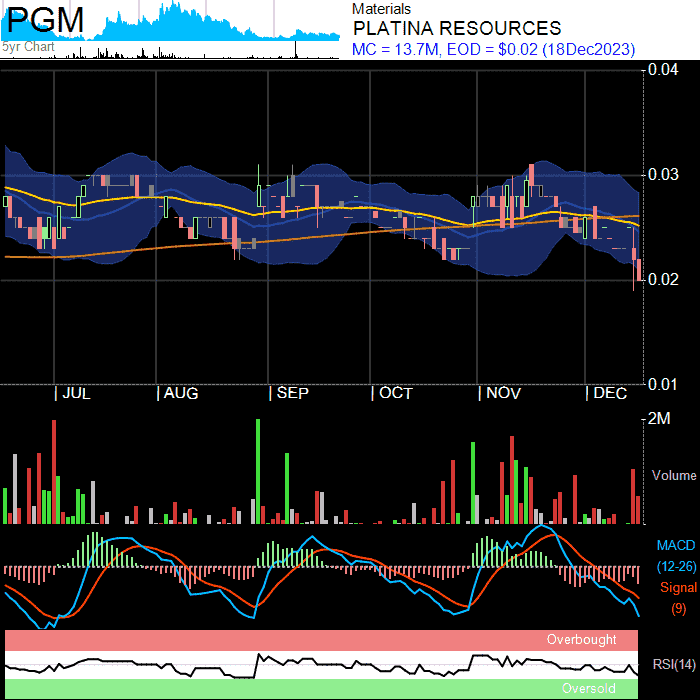 PGM
5yr Chart
Materials
PLATINA RESOURCES
MC = 13.7M, EOD = $0.02 (18Dec2023)
0.04
0.03
0.02
0.01
| JUL | AUG | SEP | OCT | NOV | DEC
2M
Volume
MACD
(12-26)
Signal
(9)
Overbought
RSI(14)
Oversold